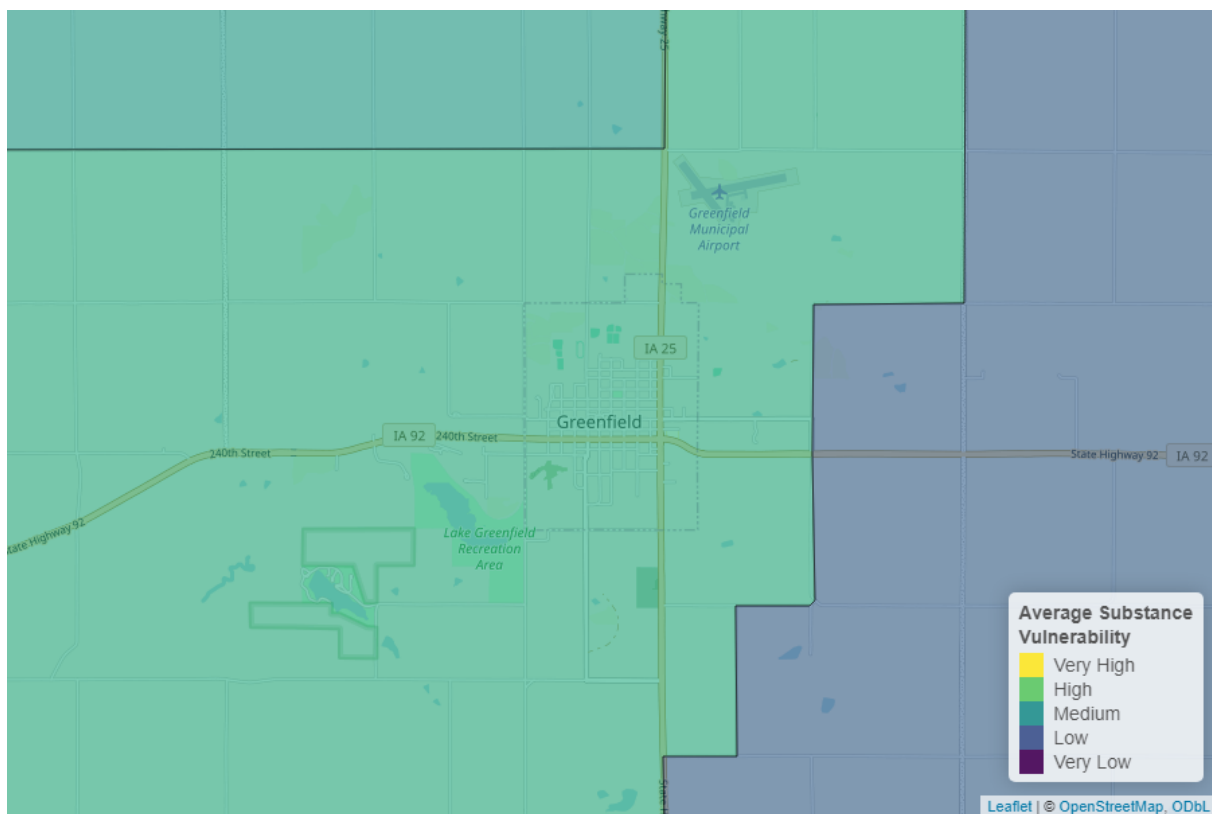 way 25
Greenfield
Municipal
Airport
IA 25
Greenfield
IA 92
240th Street
240th Street
State Highway 92
IA 92
State Highway 92
Lake Greenfield
Recreation
Area
State H
Average Substance
Vulnerability
Very High
High
Medium
Low
Very Low
Leaflet | © OpenStreetMap, ODbL